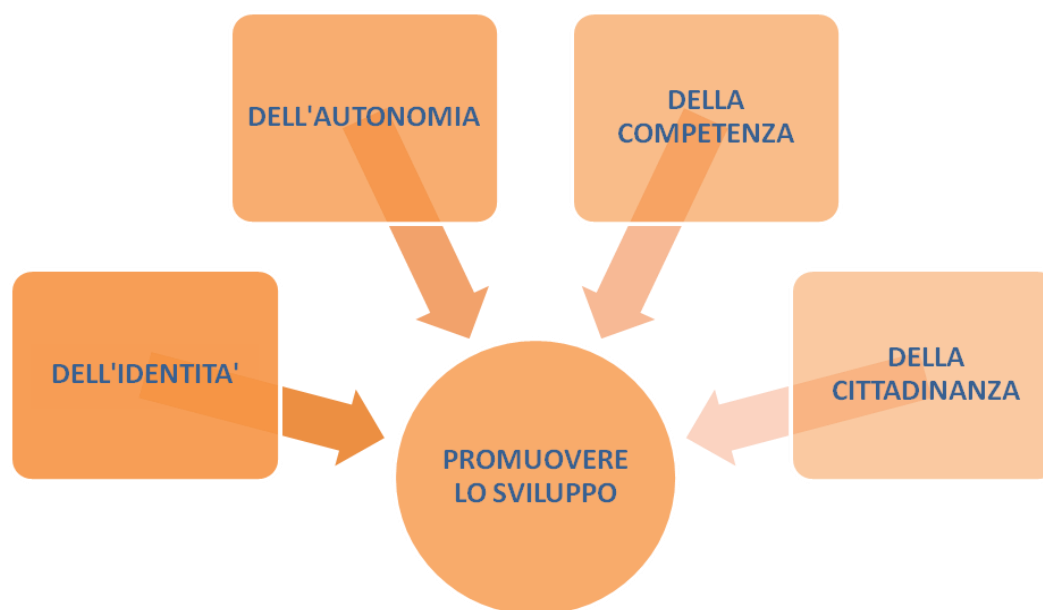 DELL'AUTONOMIA
DELLA
COMPETENZA
DELL'IDENTITA'
DELLA
CITTADINANZA
PROMUOVERE
LO SVILUPPO